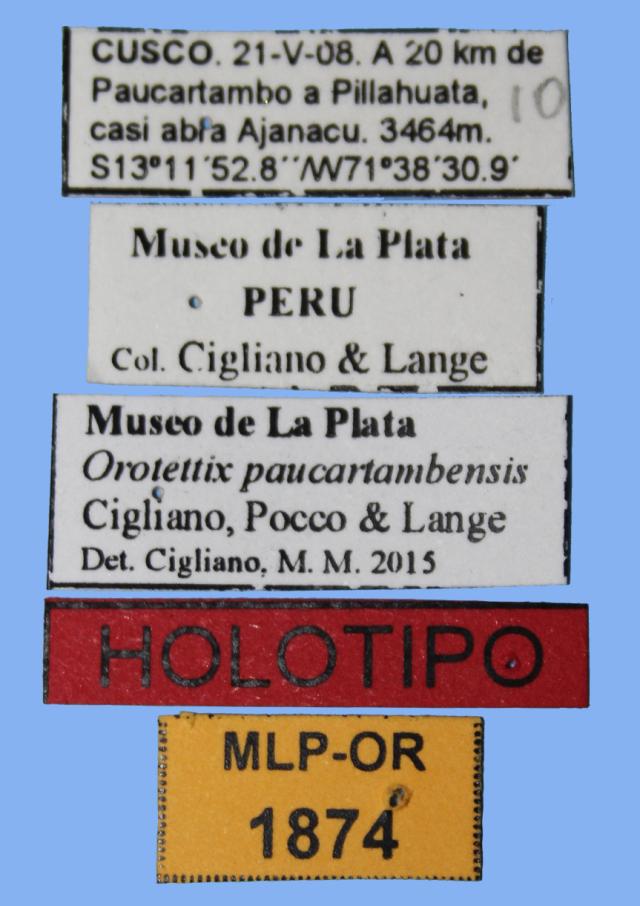 CUSCO. 21-V-08. A 20 km de
Paucartambo a Pillahuata,
10
casi abra Ajanacu. 3464m.
S13º11´52.8´´/W71º38´30.9´
Museo de La Plata
PERU
Col. Cigliano & Lange
Museo de La Plata
Orotettix paucartambensis
Cigliano, Pocco & Lange
Det. Cigliano, M. M. 2015
HOLOTIPO
MLP-OR
1874